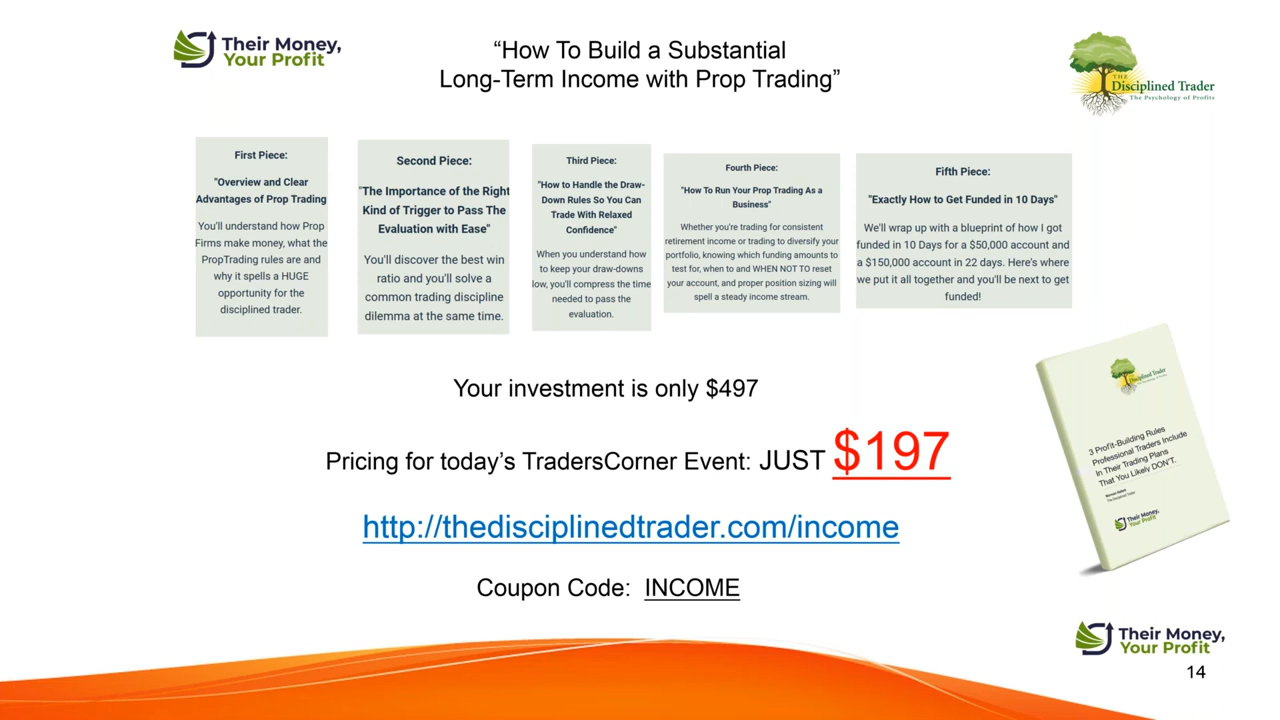 Their Money,
Your Profit
“How To Build a Substantial
Long-Term Income with Prop Trading”
THE
Disciplined Trader
The Psychology of Profits
First Piece:
"Overview and Clear
Advantages of Prop Trading
You'll understand how Prop
Firms make money, what the
PropTrading rules are and
why it spells a HUGE
opportunity for the
disciplined trader.
Second Piece:
"The Importance of the Right
Kind of Trigger to Pass The
Evaluation with Ease"
You'll discover the best win
ratio and you'll solve a
common trading discipline
dilemma at the same time.
Third Piece:
"How to Handle the Draw-
Down Rules So You Can
Trade With Relaxed
Confidence"
When you understand how
to keep your draw-downs
low, you'll compress the time
needed to pass the
evaluation.
Fourth Piece:
"How To Run Your Prop Trading As a
Business"
Whether you're trading for consistent
retirement income or trading to diversify your
portfolio, knowing which funding amounts to
test for, when to and WHEN NOT TO reset
your account, and proper position sizing will
spell a steady income stream.
Fifth Piece:
"Exactly How to Get Funded in 10 Days"
We'll wrap up with a blueprint of how I got
funded in 10 Days for a $50,000 account and
a $150,000 account in 22 days. Here's where
we put it all together and you'll be next to get
funded!
Your investment is only $497
Pricing for today’s TradersCorner Event: JUST $197
http://thedisciplinedtrader.com/income
Coupon Code: INCOME
Disciplined Trader
3 Profit-Building Rules
Professional Traders Include
In Their Trading Plans
That You Likely DON'T.
The Disciplined Trader
Their Money,
Your Profit
Their Money,
Your Profit
14